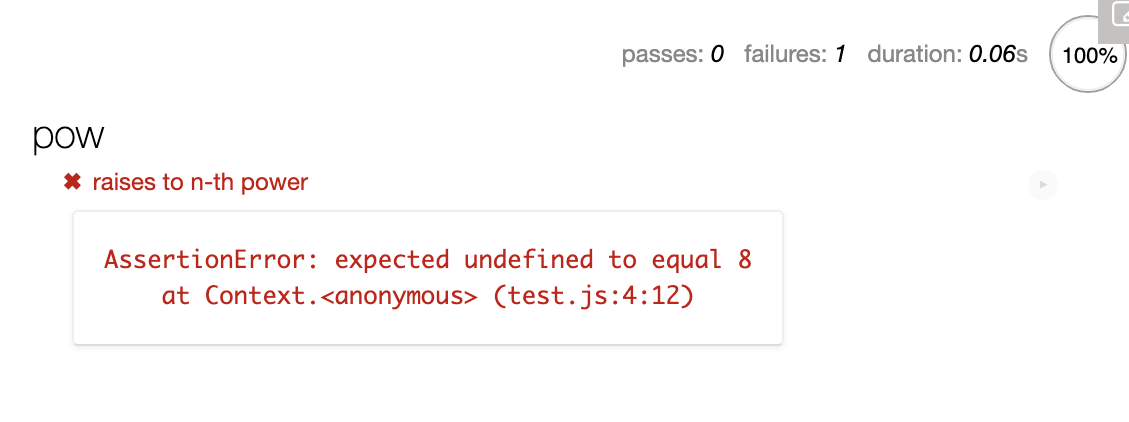 passes: 0 failures: 1 duration: 0.06s 100%
pow
✖ raises to n-th power
AssertionError: expected undefined to equal 8
at Context.<anonymous> (test.js:4:12)